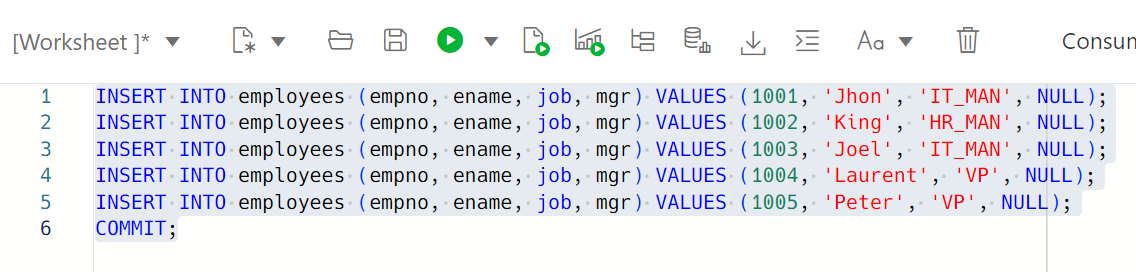 [Worksheet ]*
Aa
Consum
1 INSERT INTO employees (empno, ename, job, mgr) VALUES (1001, 'Jhon', 'IT_MAN', NULL);
2 INSERT INTO employees (empno, ename, job, mgr) VALUES (1002, 'King', 'HR_MAN', NULL);
3 INSERT INTO employees (empno, ename, job, mgr) VALUES (1003, 'Joel', 'IT_MAN', NULL);
4 INSERT INTO employees (empno, ename, job, mgr) VALUES (1004, 'Laurent', 'VP', NULL);
5 INSERT INTO employees (empno, ename, job, mgr) VALUES (1005, 'Peter', 'VP', NULL);
6 COMMIT;